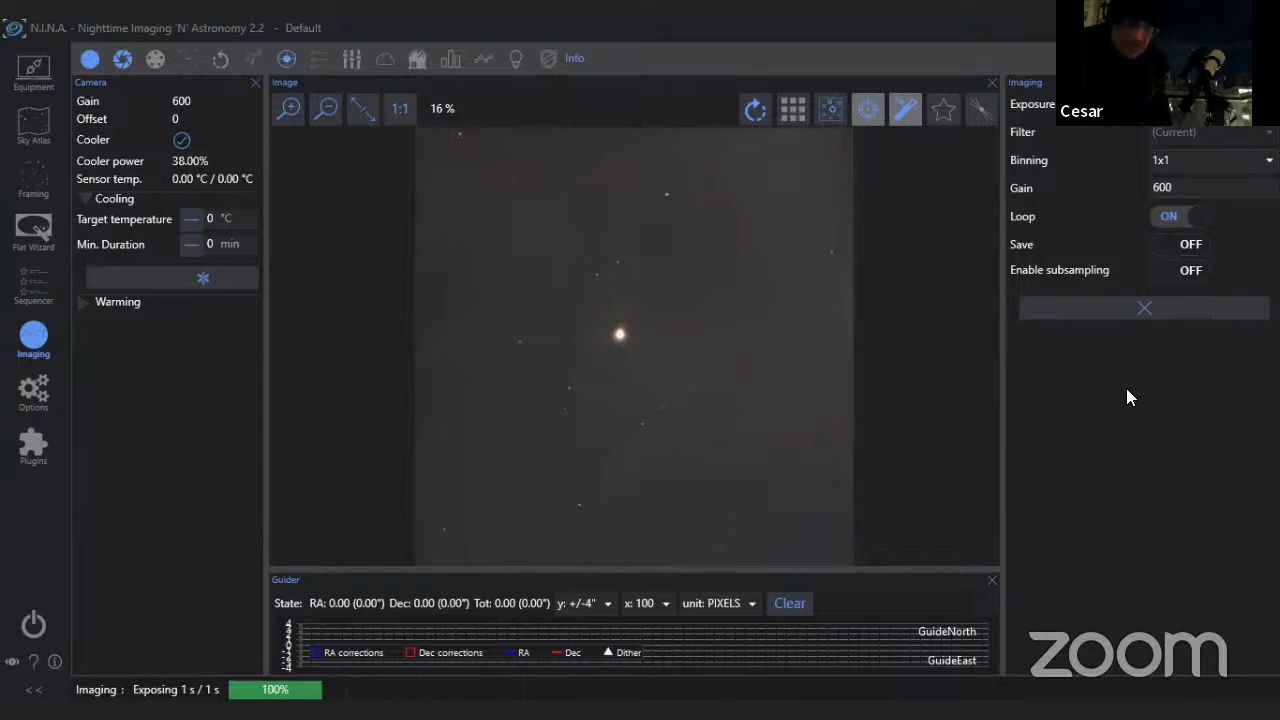 N.I.N.A. - Nighttime Imaging 'N' Astronomy 2.2 - Default
Info
Equipment
Sky Atlas
Framing
Flat Wizard
Sequencer
Imaging
Options
Plugins
<<
Camera
Gain 600
Offset 0
Cooler
Cooler power 38.00%
Sensor temp. 0.00 °C / 0.00 °C
Cooling
Target temperature 0 °C
Min. Duration 0 min
Warming
Image
1:1 16 %
Imaging
Exposure
Filter (Current)
Binning 1x1
Gain 600
Loop ON
Save OFF
Enable subsampling OFF
Cesar
Guider
State: RA: 0.00 (0.00") Dec: 0.00 (0.00") Tot: 0.00 (0.00") y: +/-4" x: 100 unit: PIXELS Clear
4
GuideNorth
0
RA corrections Dec corrections RA Dec Dither
GuideEast
zoom
Imaging : Exposing 1 s / 1 s 100%